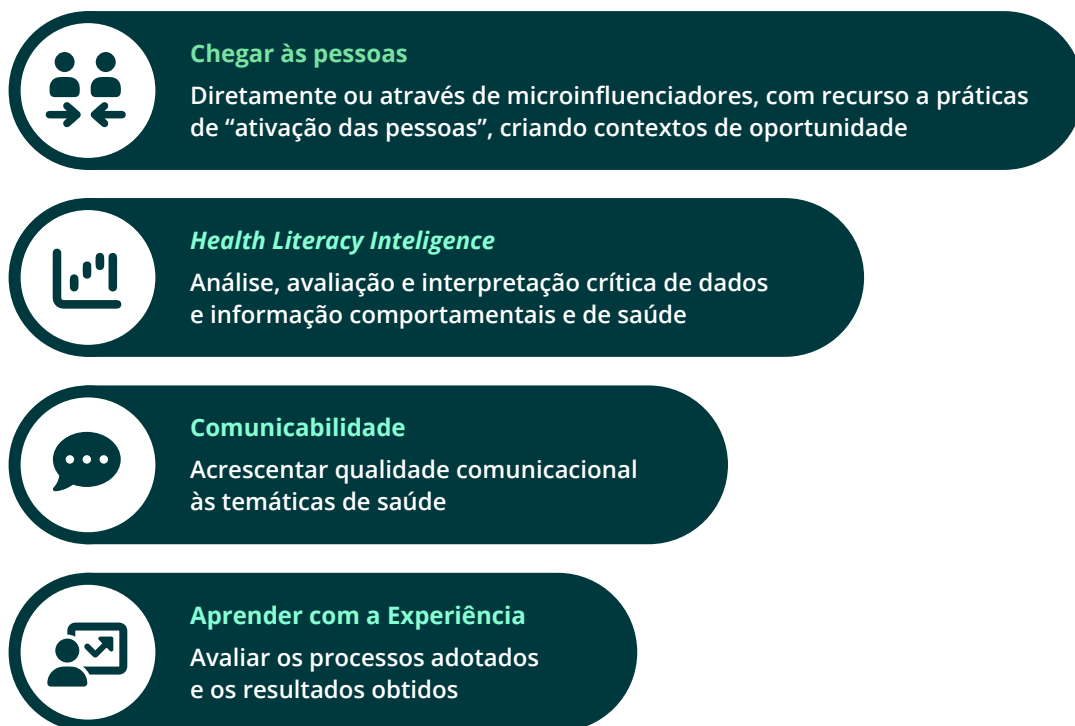 Chegar às pessoas
Diretamente ou através de microinfluenciadores, com recurso a práticas
de “ativação das pessoas”, criando contextos de oportunidade
Health Literacy Inteligence
Análise, avaliação e interpretação crítica de dados
e informação comportamentais e de saúde
Comunicabilidade
Acrescentar qualidade comunicacional
às temáticas de saúde
Aprender com a Experiência
Avaliar os processos adotados
e os resultados obtidos